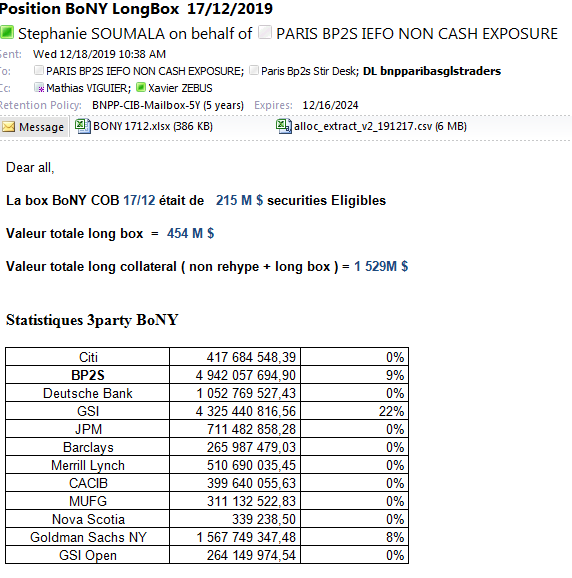 Position BoNY LongBox 17/12/2019
Stephanie SOUMALA on behalf of PARIS BP2S IEFO NON CASH EXPOSURE
Sent: Wed 12/18/2019 10:38 AM
To: PARIS BP2S IEFO NON CASH EXPOSURE; Paris Bp2s Stir Desk; DL bnpparibasglstraders
Cc: Mathias VIGUIER; Xavier ZEBUS
Retention Policy: BNPP-CIB-Mailbox-5Y (5 years) Expires: 12/16/2024
Message BONY 1712.xlsx (386 KB) alloc_extract_v2_191217.csv (6 MB)
Dear all,
La box BoNY COB 17/12 était de 215 M $ securities Eligibles
Valeur totale long box = 454 M $
Valeur totale long collateral ( non rehype + long box ) = 1 529M $
Statistiques 3party BoNY
Citi 417 684 548,39 0%
BP2S 4 942 057 694,90 9%
Deutsche Bank 1 052 769 527,43 0%
GSI 4 325 440 816,56 22%
JPM 711 482 858,28 0%
Barclays 265 987 479,03 0%
Merrill Lynch 510 690 035,45 0%
CACIB 399 640 055,63 0%
MUFG 311 132 522,83 0%
Nova Scotia 339 238,50 0%
Goldman Sachs NY 1 567 749 347,48 8%
GSI Open 264 149 974,54 0%